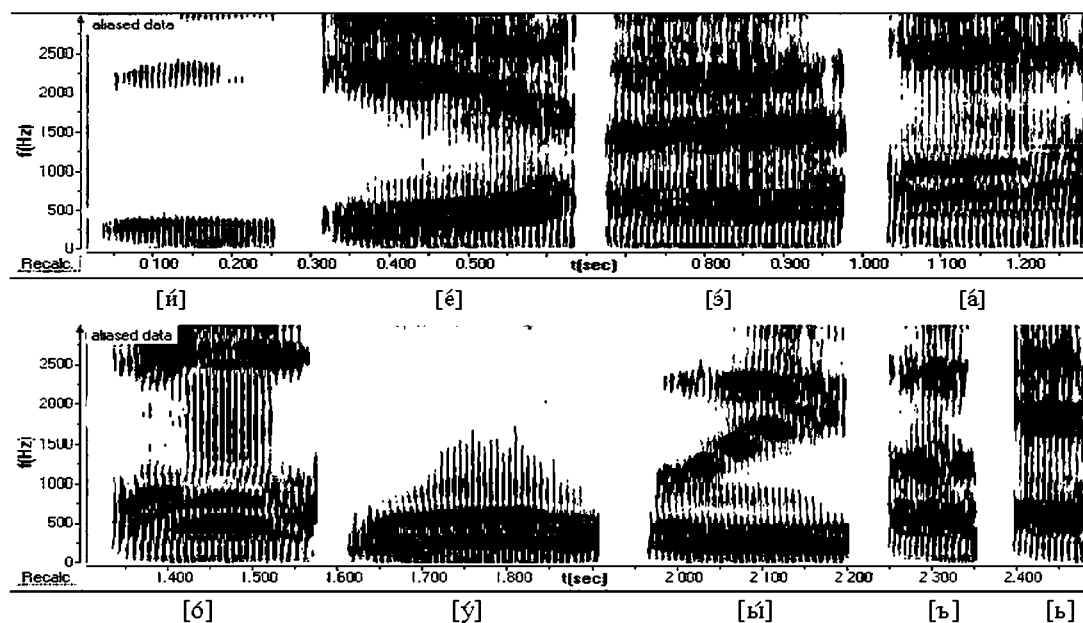 aliased data
2500
2000
1500
1000
500
0
f(Hz)
Recalc. 0.100 0.200 0.300 0.400 0.500 t(sec) 0.800 0.900 1.000 1.100 1.200
[и́] [е́] [э́] [а́]
aliased data
2500
2000
1500
1000
500
0
f(Hz)
Recalc. 1.400 1.500 1.600 1.700 1.800 t(sec) 2.000 2.100 2.200 2.300 2.400
[о́] [у́] [ы́] [ъ] [ь]